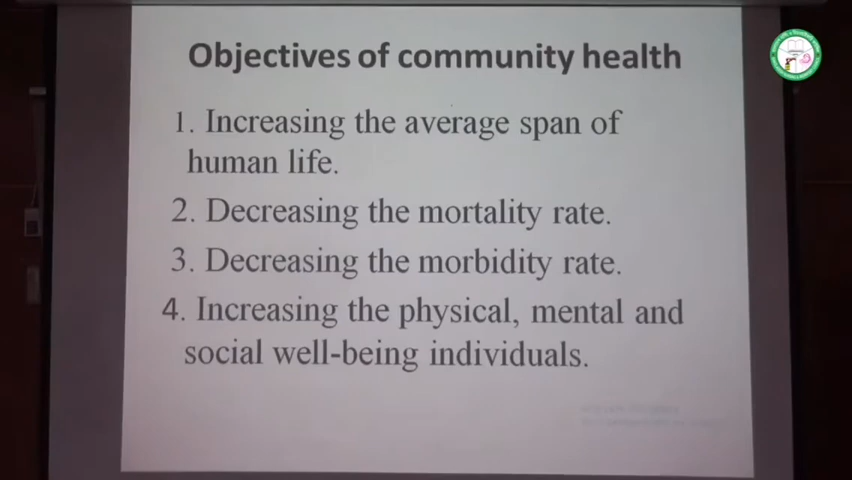 Objectives of community health
1. Increasing the average span of
human life.
2. Decreasing the mortality rate.
3. Decreasing the morbidity rate.
4. Increasing the physical, mental and
social well-being individuals.